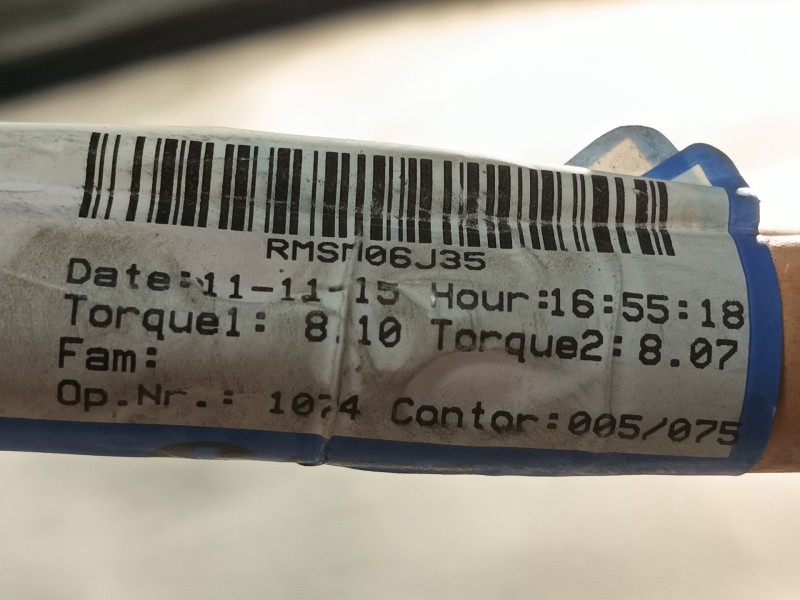 RMSM06J35
Date:11-11-15 Hour:16:55:18
Torque1: 8.10 Torque2:8.07
Fam:
Op.Nr.: 1074 Contor:005/075